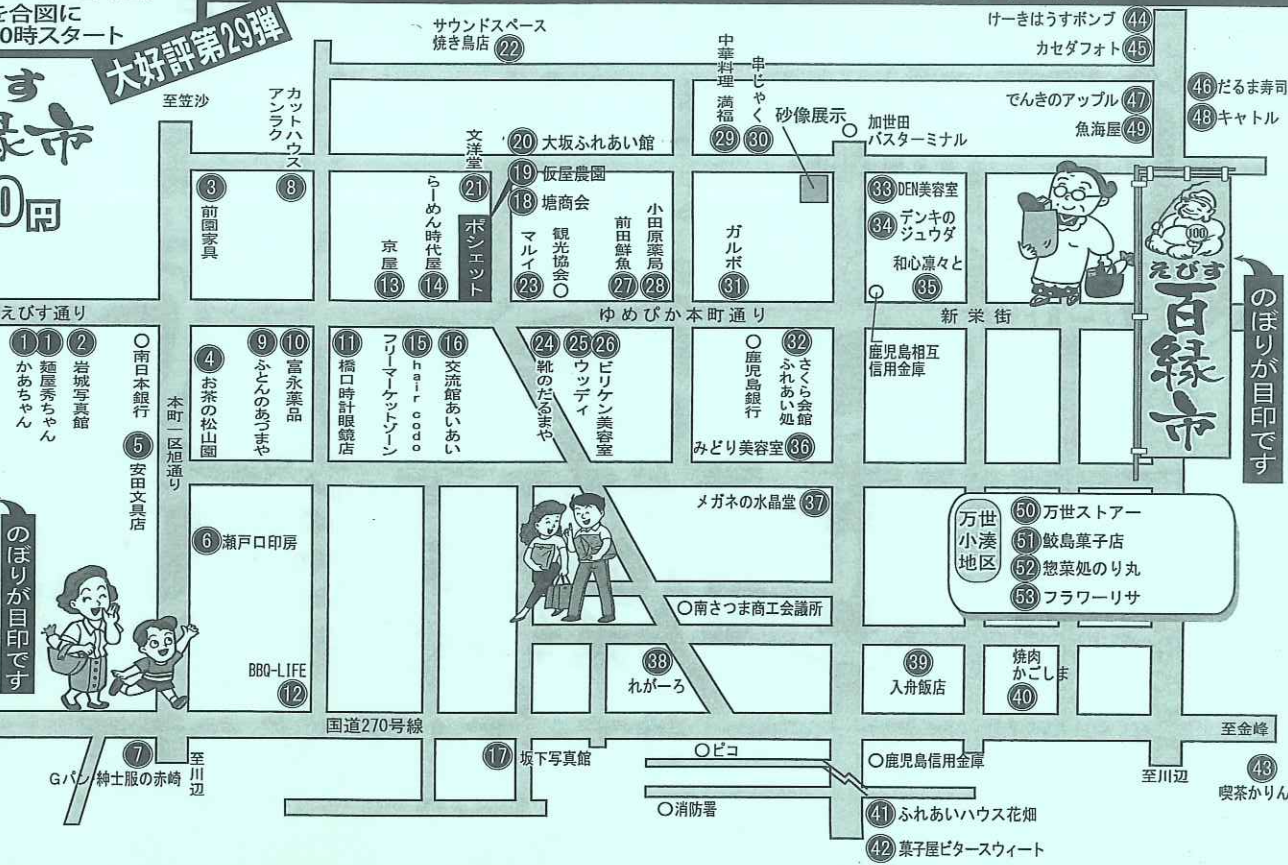 を合図に
0時スタート
大好評第29弾
す
縁市
0円
サウンドスペース
焼き鳥店 22
けーきはうすボンブ 44
カセダフォト 45
46 だるま寿司
でんきのアップル 47
48 キャトル
魚海屋 49
至笠沙
カットハウス
アンラク
8
3
前園家具
文洋堂
21
20 大坂ふれあい館
19 仮屋農園
18 塘商会
ポシェット
京屋
13
らーめん時代屋
14
マルイ
23
観光協会○
前田鮮魚
27
小田原薬局
28
中華料理 満福
29
串じゃく
30
砂像展示
加世田
バスターミナル
ガルボ
31
33 DEN美容室
34 デンキの
ジュウダ
和心凛々と
35
100
えびす
百縁市
のぼりが目印です
えびす通り
ゆめぴか本町通り
新栄街
1 かあちゃん
1 麺屋秀ちゃん
2 岩城写真館
○南日本銀行
5 安田文具店
本町一区旭通り
4 お茶の松山園
9 ふとんのあづまや
10 富永薬品
11 橋口時計眼鏡店
フリーマーケットゾーン
15 hair codo
16 交流館あいあい
24 靴のだるまや
25 ウッディ
26 ビリケン美容室
○鹿児島銀行
32 さくら会館
ふれあい処
鹿児島相互
信用金庫
みどり美容室 36
メガネの水晶堂 37
万世
小湊
地区
50 万世ストアー
51 鮫島菓子店
52 惣菜処のり丸
53 フラワーリサ
のぼりが目印です
6 瀬戸口印房
○南さつま商工会議所
BBQ-LIFE
12
38
れがーろ
39
入舟飯店
焼肉
かごしま
40
国道270号線
至金峰
7
Gパン 紳士服の赤崎
至川辺
17 坂下写真館
○ピコ
○鹿児島信用金庫
至川辺
43
喫茶かりん
○消防署
41 ふれあいハウス花畑
42 菓子屋ビタースウィート